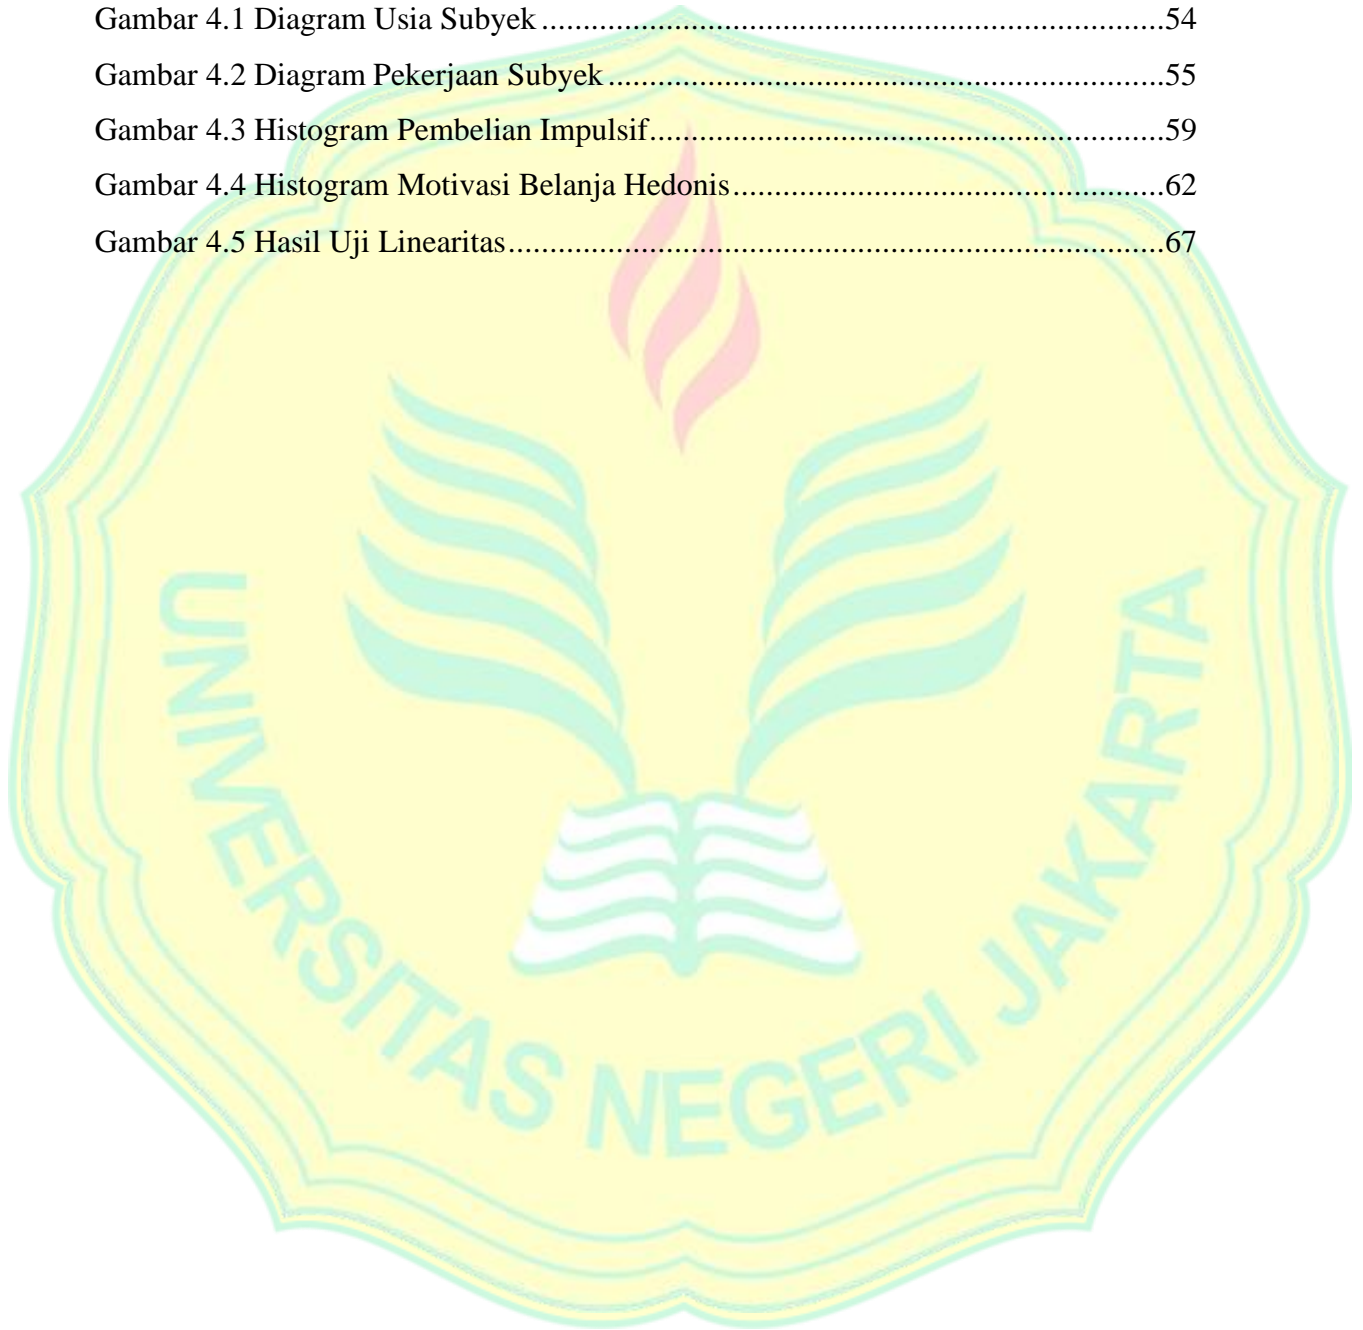 Gambar 4.1 Diagram Usia Subyek............................................................................54
Gambar 4.2 Diagram Pekerjaan Subyek...................................................................55
Gambar 4.3 Histogram Pembelian Impulsif..............................................................59
Gambar 4.4 Histogram Motivasi Belanja Hedonis....................................................62
Gambar 4.5 Hasil Uji Linearitas...............................................................................67
UNIVERSITAS NEGERI JAKARTA